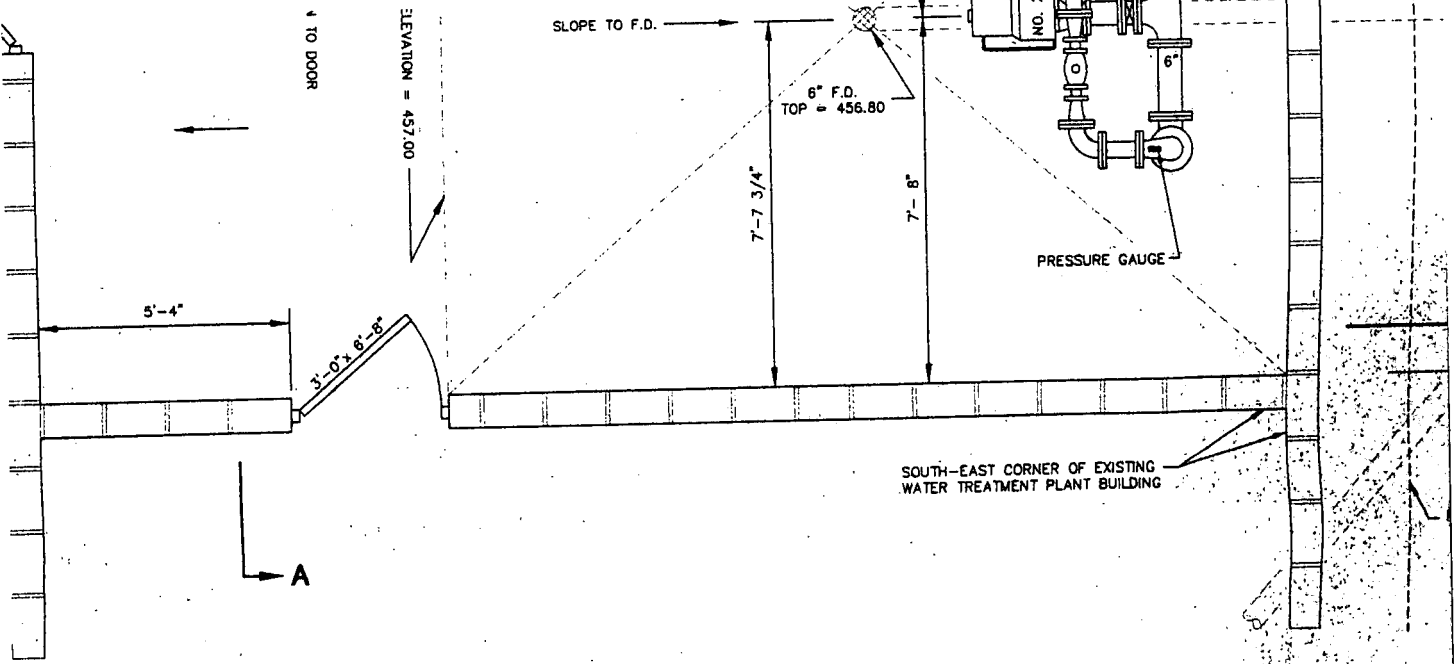 SLOPE TO F.D.
NO. 2
6"
TO DOOR
ELEVATION = 457.00
6" F.D.
TOP = 456.80
7'-7 3/4"
7'-8"
PRESSURE GAUGE
5'-4"
3'-0" x 6'-8"
SOUTH-EAST CORNER OF EXISTING
WATER TREATMENT PLANT BUILDING
A